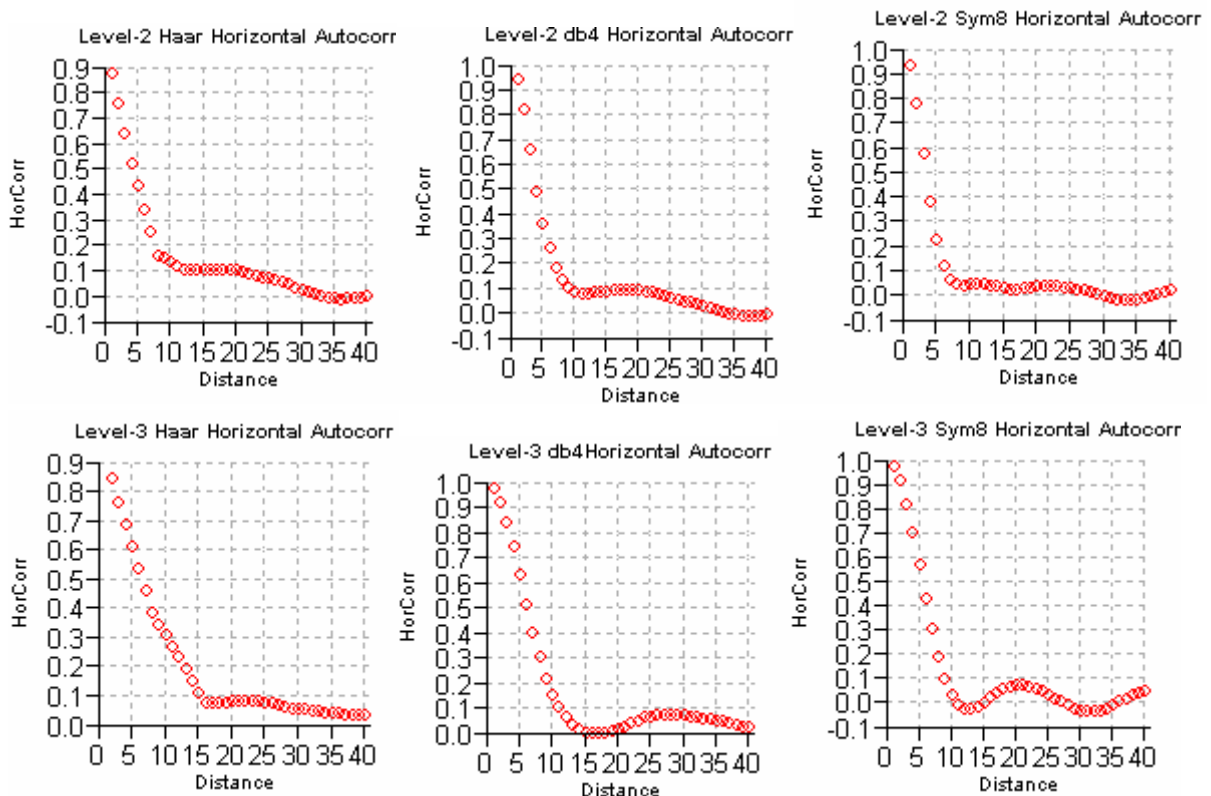 Level-2 Haar Horizontal Autocorr
0.9
0.8
0.7
0.6
0.5
0.4
0.3
0.2
0.1
0.0
-0.1
HorCorr
0 5 10 15 20 25 30 35 40
Distance
Level-2 db4 Horizontal Autocorr
1.0
0.9
0.8
0.7
0.6
0.5
0.4
0.3
0.2
0.1
0.0
-0.1
HorCorr
0 5 10 15 20 25 30 35 40
Distance
Level-2 Sym8 Horizontal Autocorr
1.0
0.9
0.8
0.7
0.6
0.5
0.4
0.3
0.2
0.1
0.0
-0.1
HorCorr
0 5 10 15 20 25 30 35 40
Distance
Level-3 Haar Horizontal Autocorr
0.9
0.8
0.7
0.6
0.5
0.4
0.3
0.2
0.1
0.0
HorCorr
0 5 10 15 20 25 30 35 40
Distance
Level-3 db4Horizontal Autocorr
1.0
0.9
0.8
0.7
0.6
0.5
0.4
0.3
0.2
0.1
0.0
HorCorr
0 5 10 15 20 25 30 35 40
Distance
Level-3 Sym8 Horizontal Autocorr
1.0
0.9
0.8
0.7
0.6
0.5
0.4
0.3
0.2
0.1
0.0
-0.1
HorCorr
0 5 10 15 20 25 30 35 40
Distance